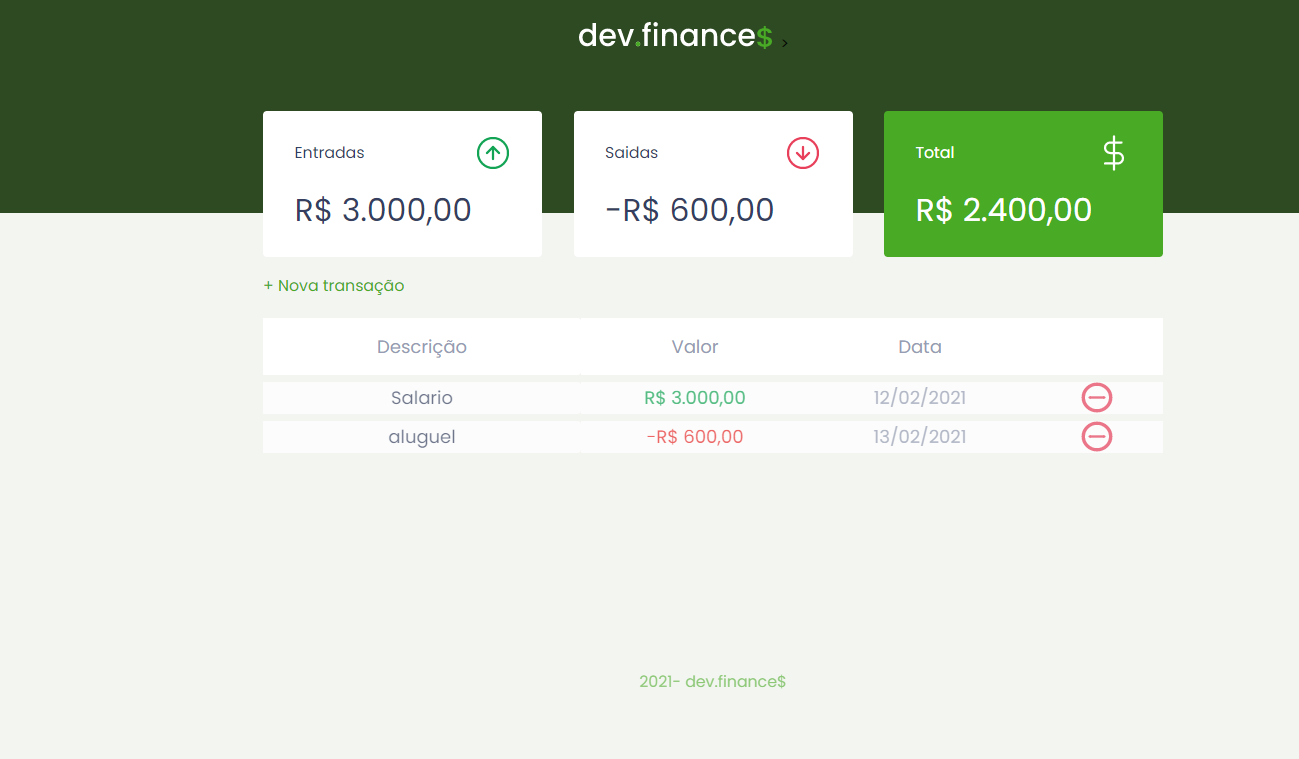 dev.finance$ >
Entradas
R$ 3.000,00
Saidas
-R$ 600,00
Total
$
R$ 2.400,00
+ Nova transação
Descrição Valor Data
Salario R$ 3.000,00 12/02/2021
aluguel -R$ 600,00 13/02/2021
2021- dev.finance$